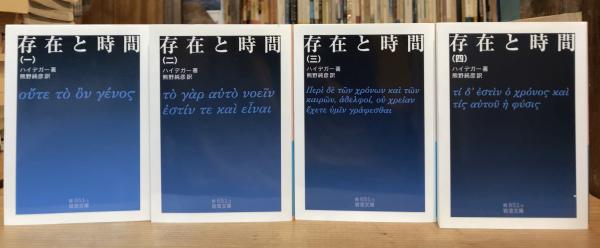 存在と時間
(一)
ハイデガー著
熊野純彦訳
οὔτε τὸ ὂν γένος
青651-1
岩波文庫
存在と時間
(二)
ハイデガー著
熊野純彦訳
τὸ γὰρ αὐτὸ νοεῖν
ἐστίν τε καὶ εἶναι
岩波文庫
存在と時間
(三)
ハイデガー著
熊野純彦訳
Περὶ δὲ τῶν χρόνων καὶ τῶν
καιρῶν, ἀδελφοί, οὐ χρείαν
ἔχετε ὑμῖν γράφεσθαι
岩波文庫
存在と時間
(四)
ハイデガー著
熊野純彦訳
τί δ' ἐστὶν ὁ χρόνος καὶ
τίς αὐτοῦ ἡ φύσις
岩波文庫